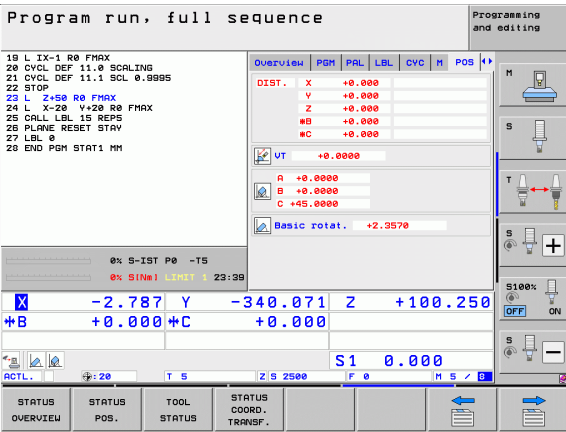 Program run, full sequence
Programming and editing
19 L IX-1 R0 FMAX
20 CYCL DEF 11.0 SCALING
21 CYCL DEF 11.1 SCL 0.9995
22 STOP
23 L Z+50 R0 FMAX
24 L X-20 Y+20 R0 FMAX
25 CALL LBL 15 REP5
26 PLANE RESET STAY
27 LBL 0
28 END PGM STAT1 MM
Overview PGM PAL LBL CYC M POS
DIST. X +0.000
Y +0.000
Z +0.000
*B +0.000
*C +0.000
VT +0.0000
A +0.0000
B +0.0000
C +45.0000
Basic rotat. +2.3570
0% S-IST P0 -T5
0% S[Nm] LIMIT 1 23:39
X -2.787 Y -340.071 Z +100.250
*B +0.000 *C +0.000
S1 0.000
ACTL. :20 T 5 Z S 2500 F 0 M 5 / 8
M
S
T
S
S100%
OFF ON
S
STATUS OVERVIEW
STATUS POS.
TOOL STATUS
STATUS COORD. TRANSF.